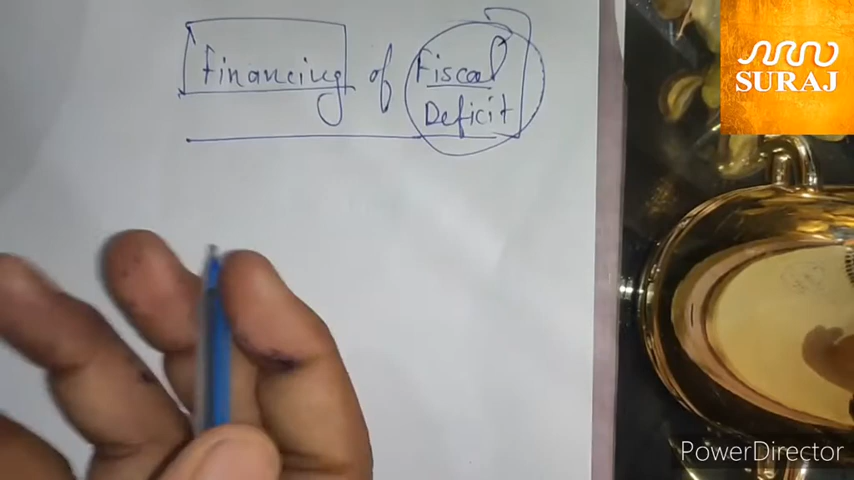 Financing of Fiscal
Deficit
SURAJ
PowerDirector